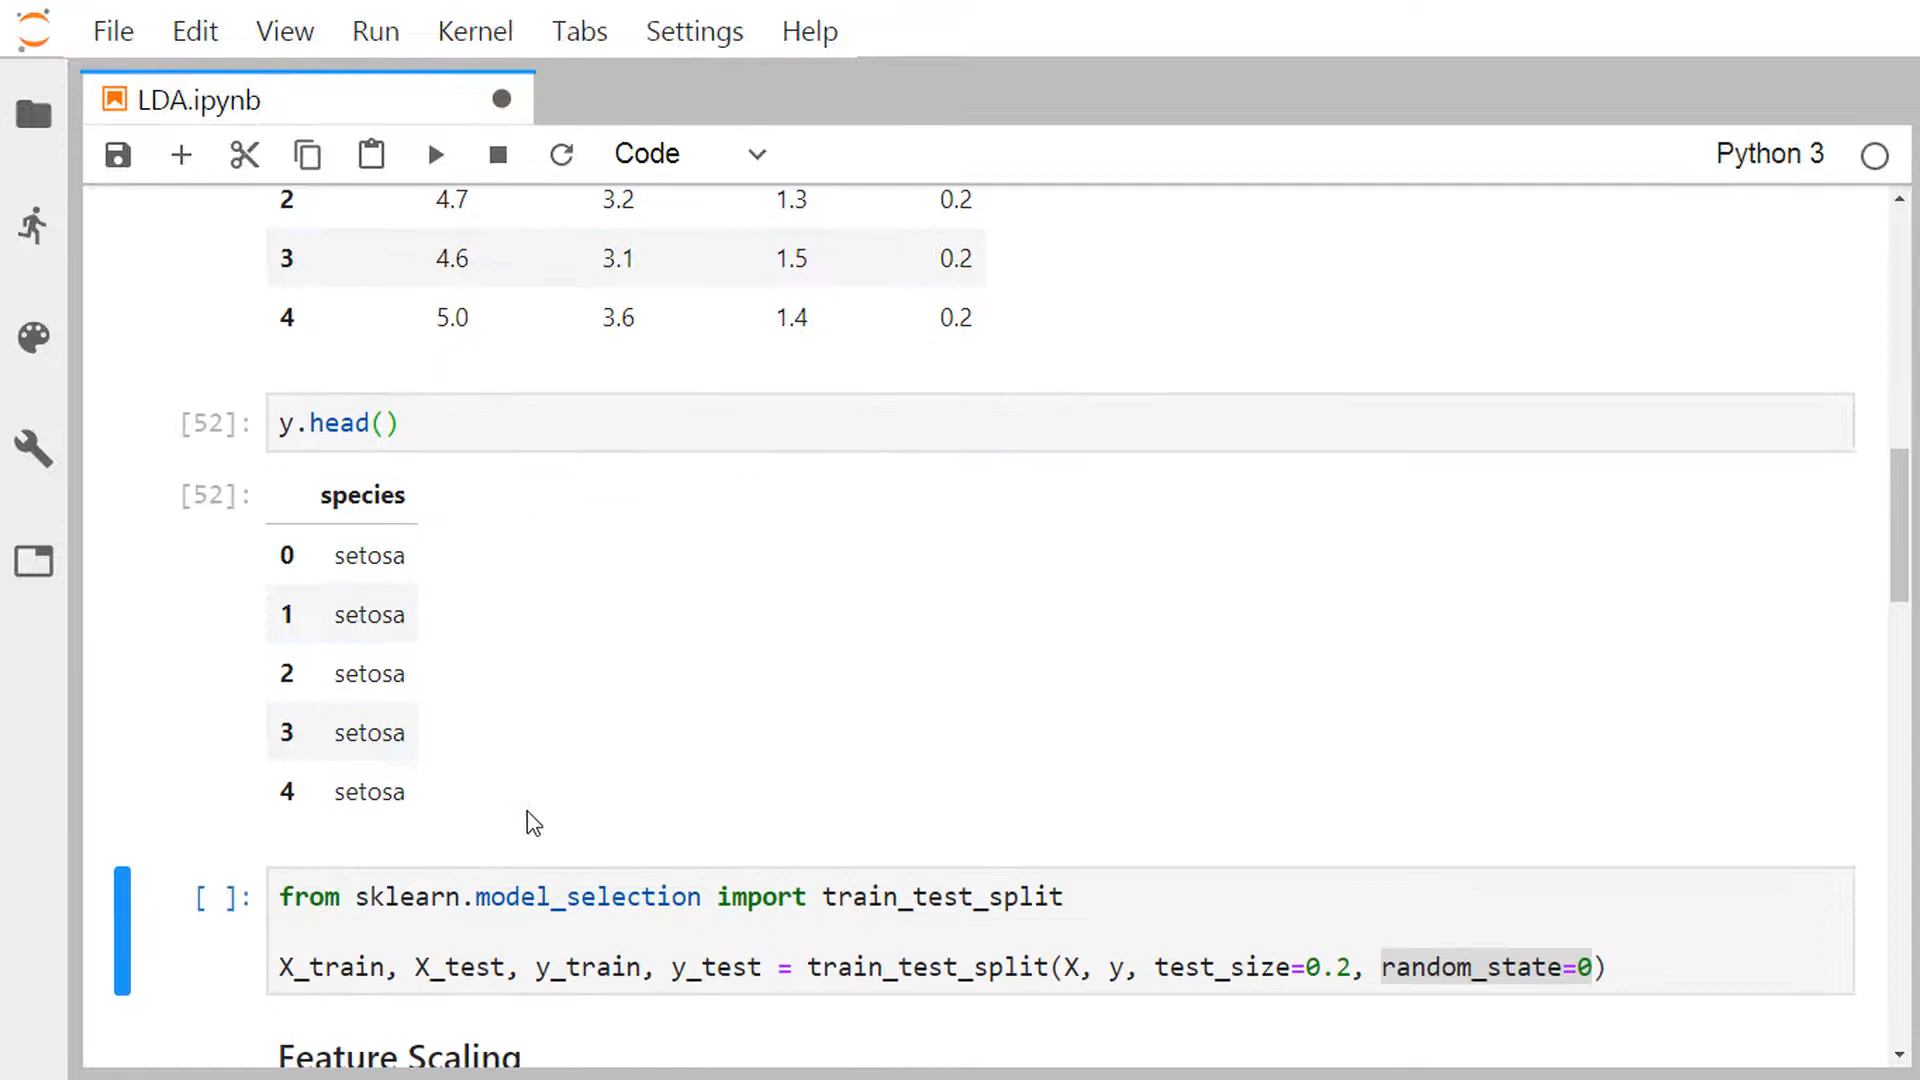 File Edit View Run Kernel Tabs Settings Help
LDA.ipynb
Code Python 3
2 4.7 3.2 1.3 0.2
3 4.6 3.1 1.5 0.2
4 5.0 3.6 1.4 0.2
[52]: y.head()
[52]: species
0 setosa
1 setosa
2 setosa
3 setosa
4 setosa
[ ]: from sklearn.model_selection import train_test_split
X_train, X_test, y_train, y_test = train_test_split(X, y, test_size=0.2, random_state=0)
Feature Scaling